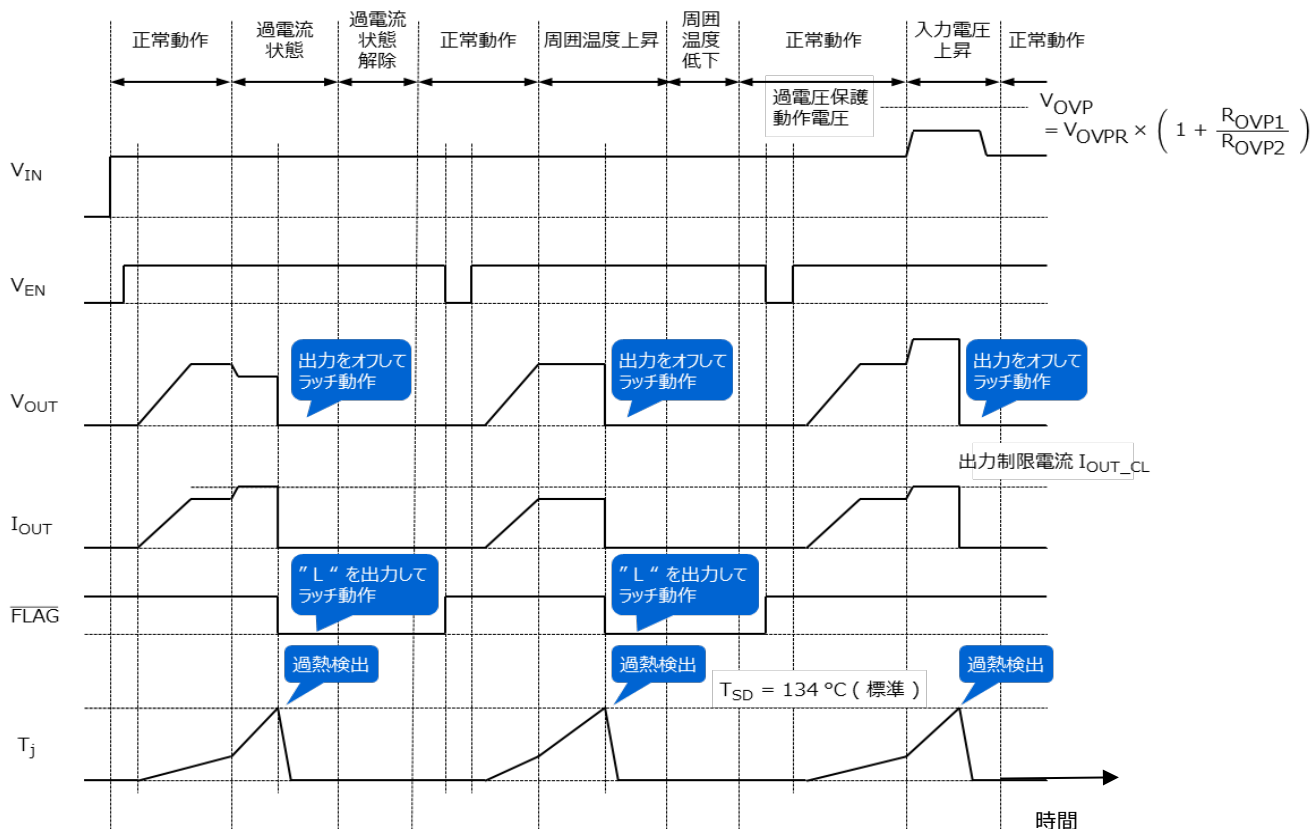 正常動作
過電流
状態
過電流
状態
解除
正常動作
周囲温度上昇
周囲
温度
低下
正常動作
入力電圧
上昇
正常動作
過電圧保護
動作電圧
VOVP
= VOVPR × ( 1 + ROVP1 / ROVP2 )
VIN
VEN
出力をオフして
ラッチ動作
出力をオフして
ラッチ動作
出力をオフして
ラッチ動作
VOUT
出力制限電流 IOUT_CL
IOUT
” L “ を出力して
ラッチ動作
” L “ を出力して
ラッチ動作
FLAG
過熱検出
過熱検出
過熱検出
TSD = 134 °C ( 標準 )
Tj
時間